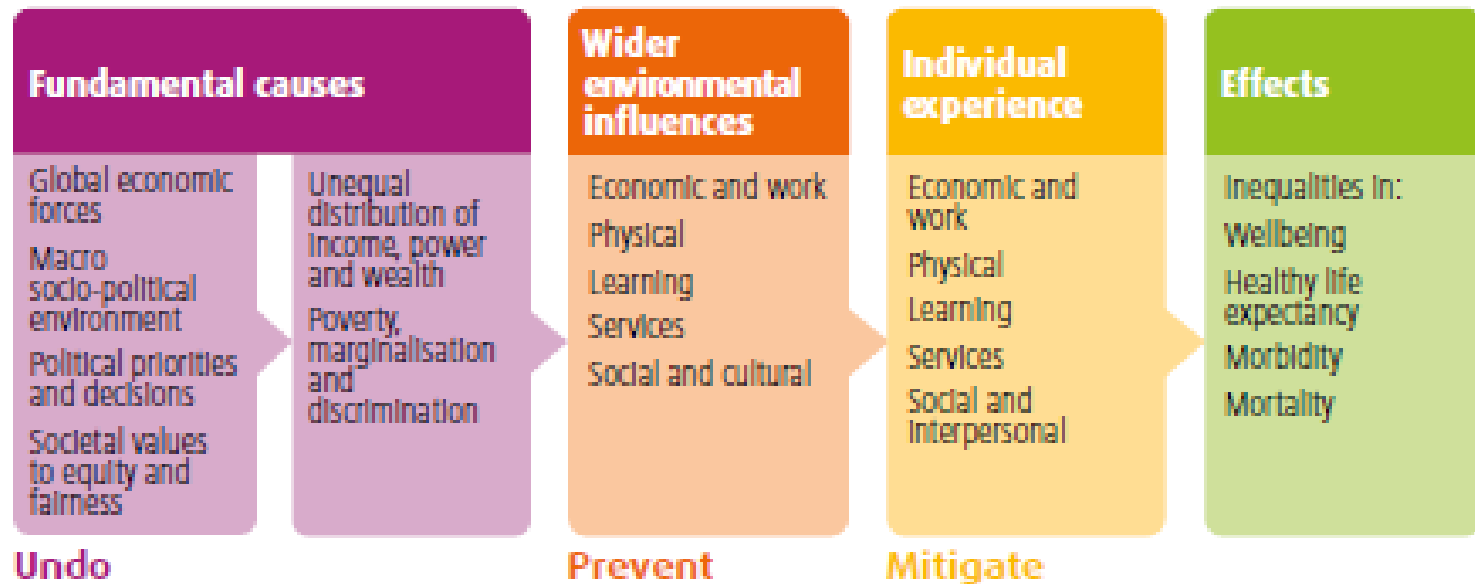 Fundamental causes
Global economic
forces
Macro
socio-political
environment
Political priorities
and decisions
Societal values
to equity and
fairness
Unequal
distribution of
income, power
and wealth
Poverty,
marginalisation
and
discrimination
Undo
Wider
environmental
influences
Economic and work
Physical
Learning
Services
Social and cultural
Prevent
Individual
experience
Economic and
work
Physical
Learning
Services
Social and
interpersonal
Mitigate
Effects
Inequalities in:
Wellbeing
Healthy life
expectancy
Morbidity
Mortality